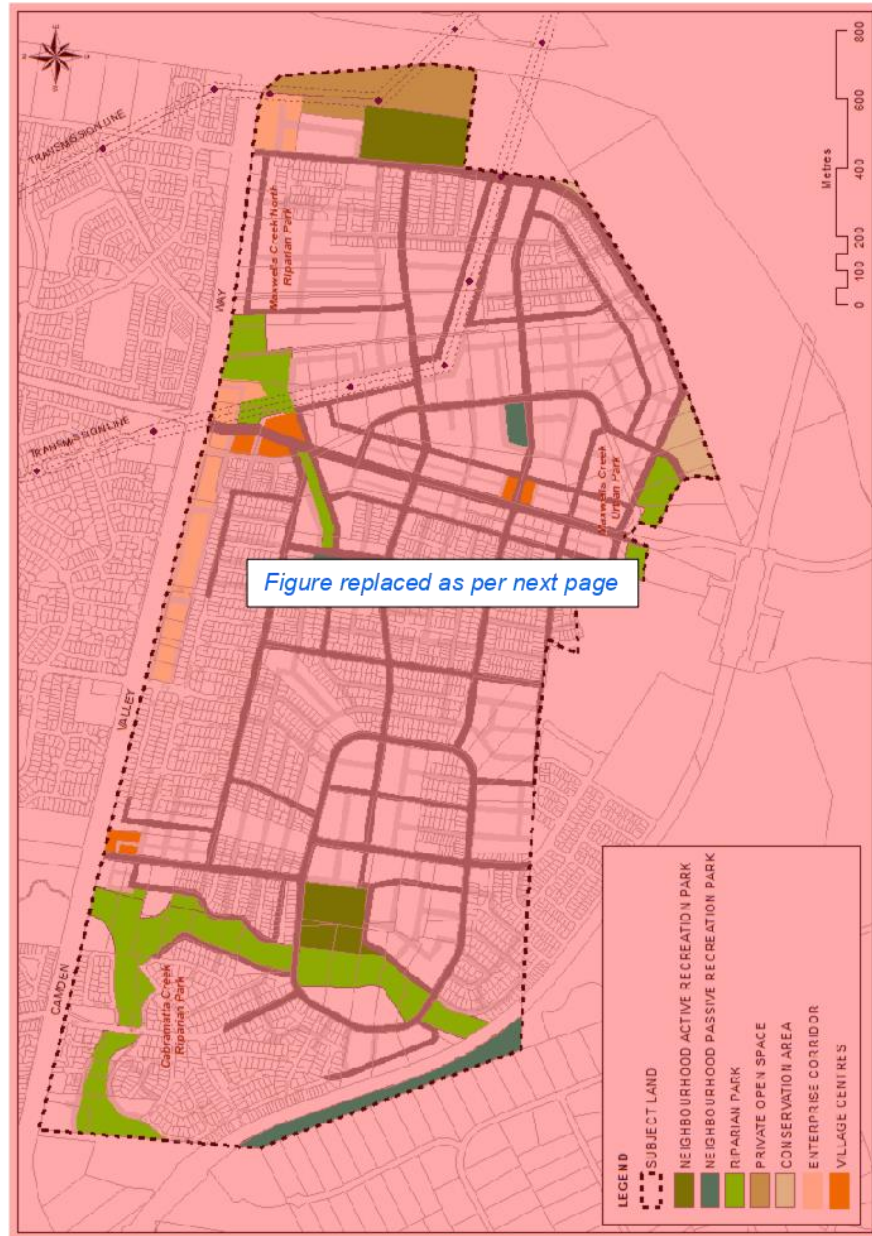 TRANSMISSION LINE
TRANSMISSION LINE
CAMDEN
VALLEY
WAY
Maxwells Creek North
Riparian Park
Maxwells Creek
Urban Park
Cabramatta Creek
Riparian Park
Figure replaced as per next page
Metres
0 100 200 400 600 800
LEGEND
SUBJECT LAND
NEIGHBOURHOOD ACTIVE RECREATION PARK
NEIGHBOURHOOD PASSIVE RECREATION PARK
RIPARIAN PARK
PRIVATE OPEN SPACE
CONSERVATION AREA
ENTERPRISE CORRIDOR
VILLAGE CENTRES